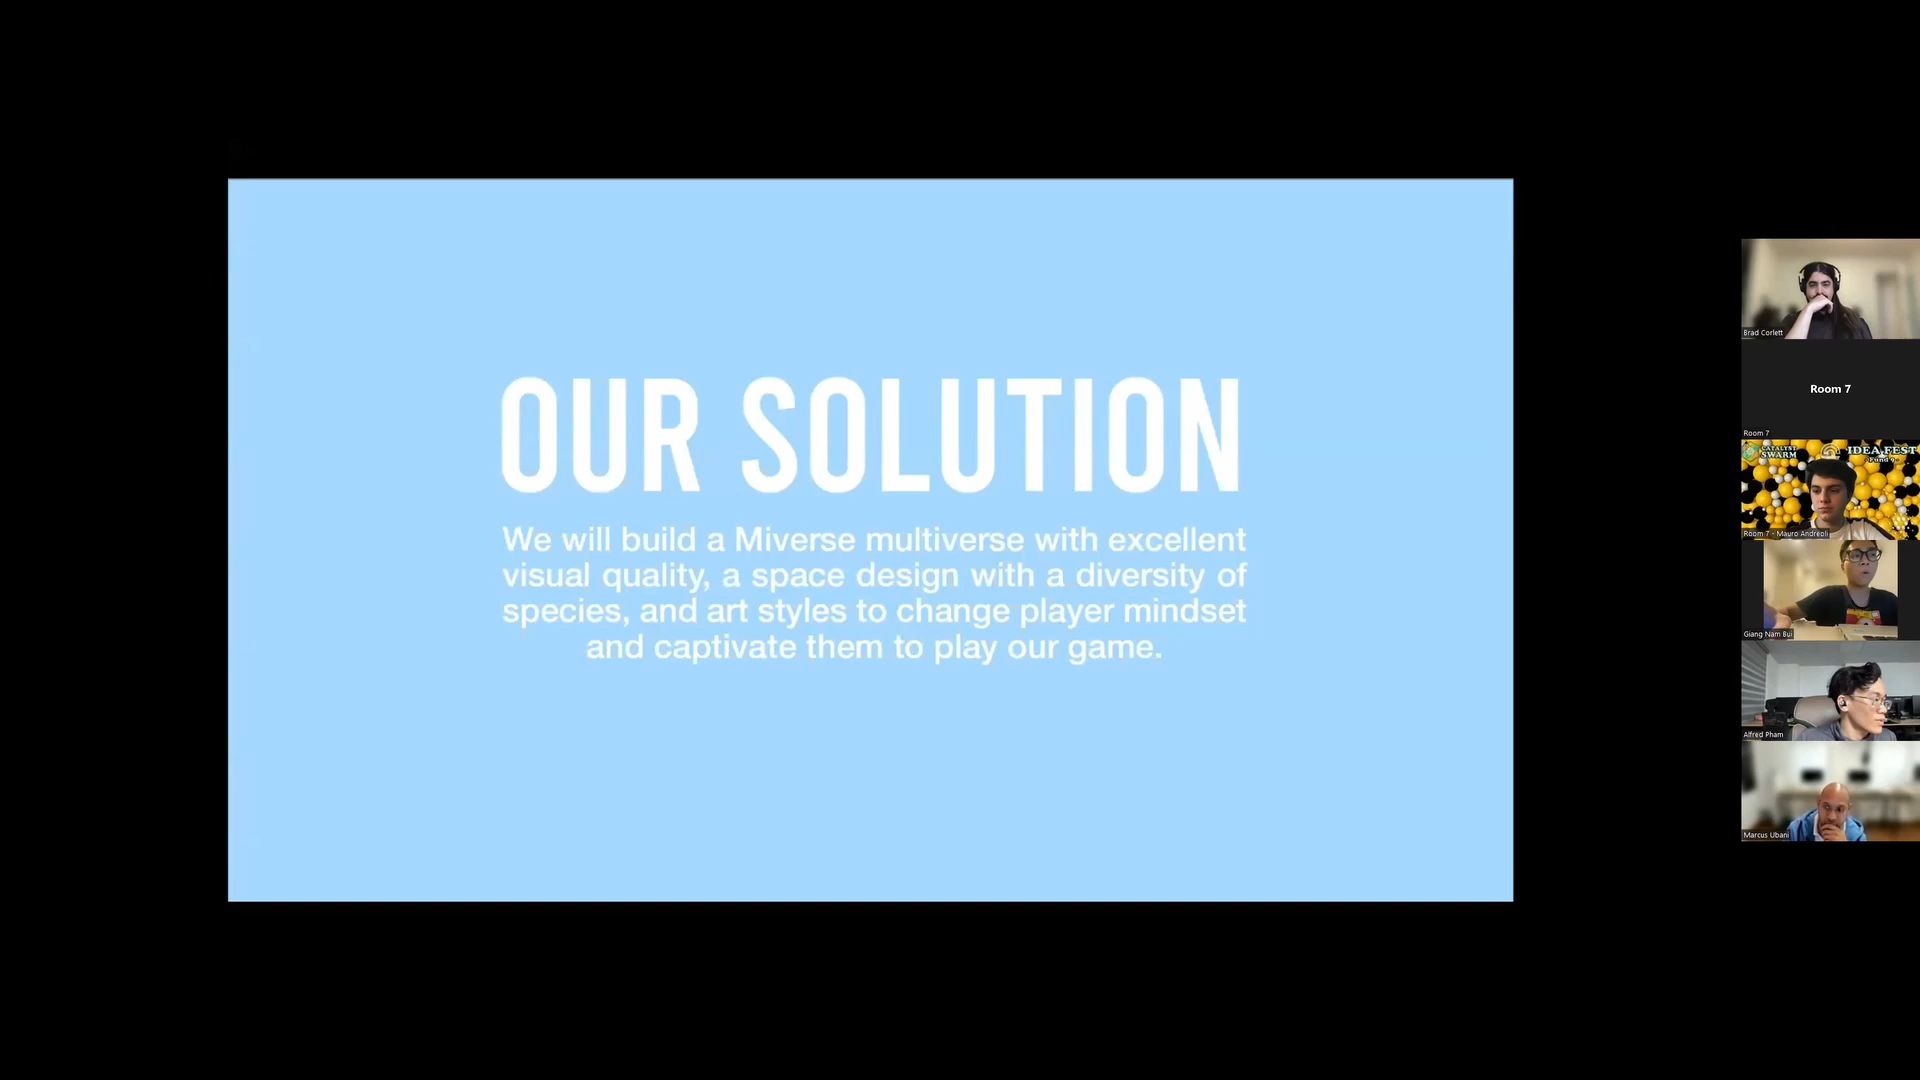 OUR SOLUTION
We will build a Miverse multiverse with excellent
visual quality, a space design with a diversity of
species, and art styles to change player mindset
and captivate them to play our game.
Brad Corlett
Room 7
Room 7
CATALYST
SWARM
IDEA FEST
Room 7 - Mauro Andreoli
Giang Nam Bui
Alfred Pham
Marcus Ubani